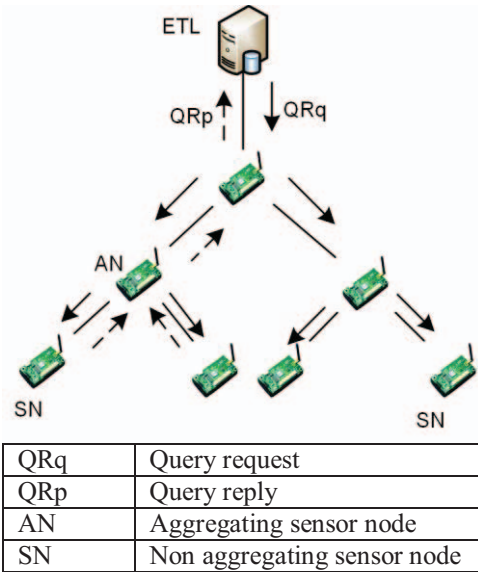 ETL
QRp QRq
AN
SN
SN
QRq Query request
QRp Query reply
AN Aggregating sensor node
SN Non aggregating sensor node